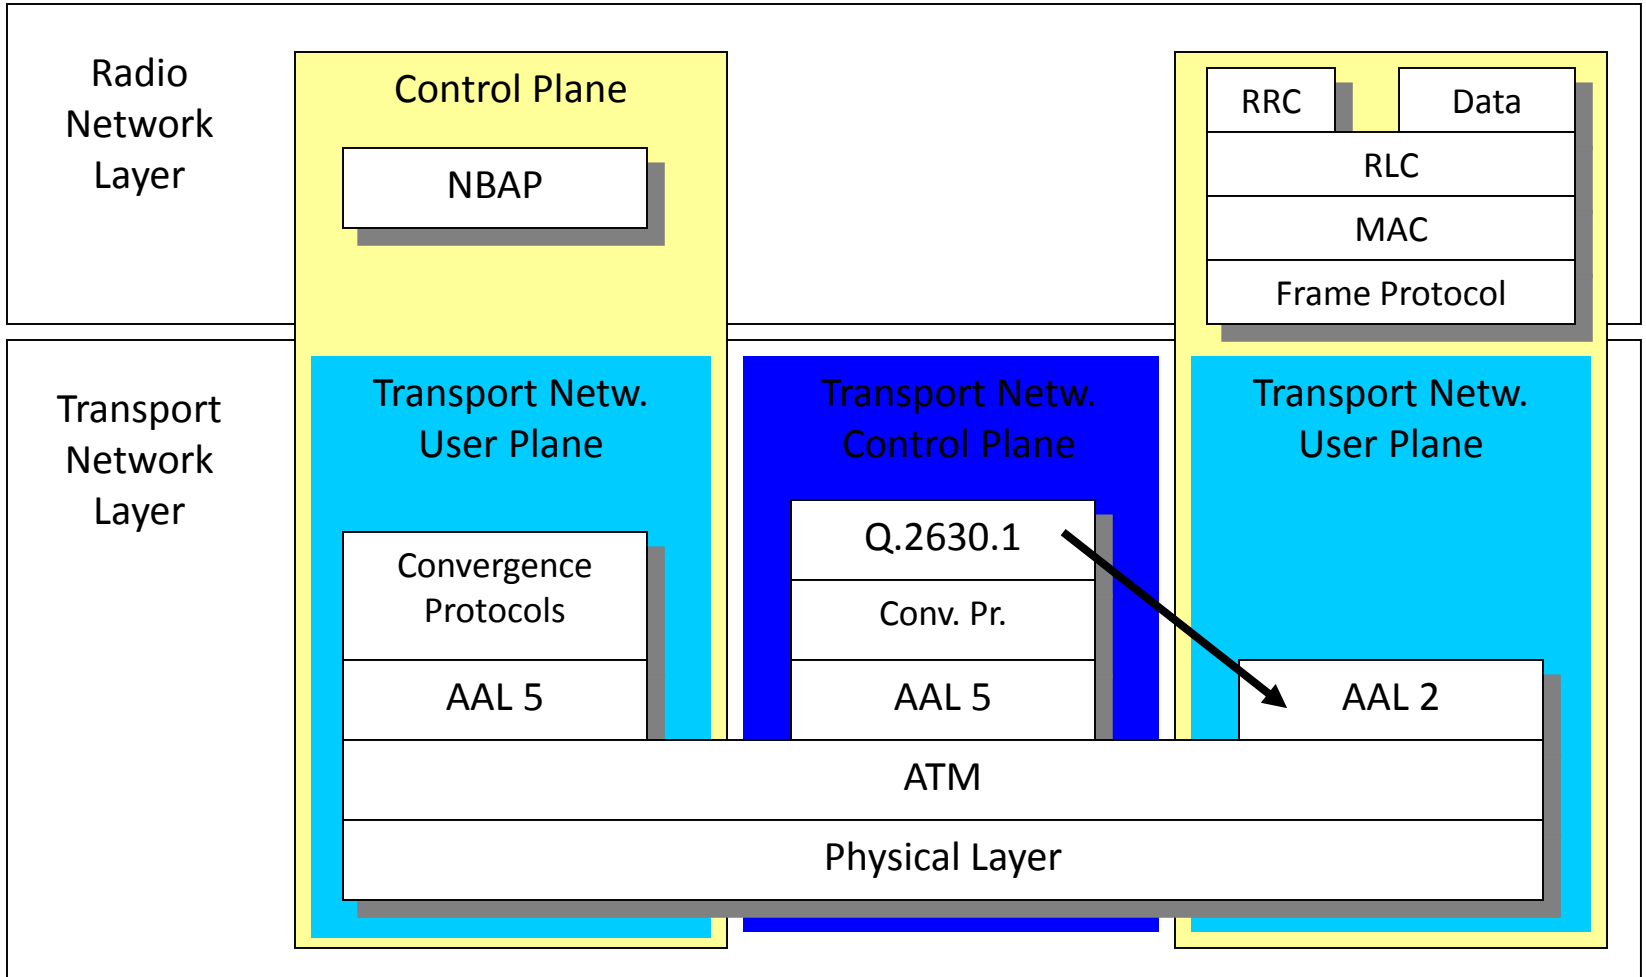 Radio
Network
Layer
Control Plane
NBAP
RRC
Data
RLC
MAC
Frame Protocol
Transport
Network
Layer
Transport Netw.
User Plane
Convergence
Protocols
AAL 5
Transport Netw.
Control Plane
Q.2630.1
Conv. Pr.
AAL 5
Transport Netw.
User Plane
AAL 2
ATM
Physical Layer